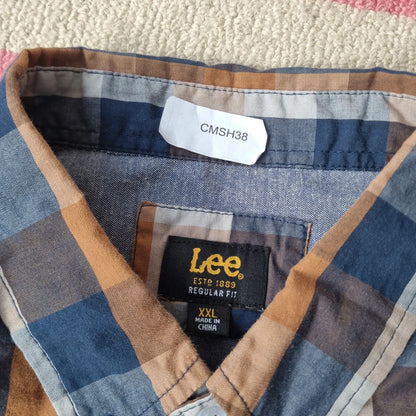 CMSH38
Lee
ESTD 1889
REGULAR FIT
XXL
MADE IN
CHINA